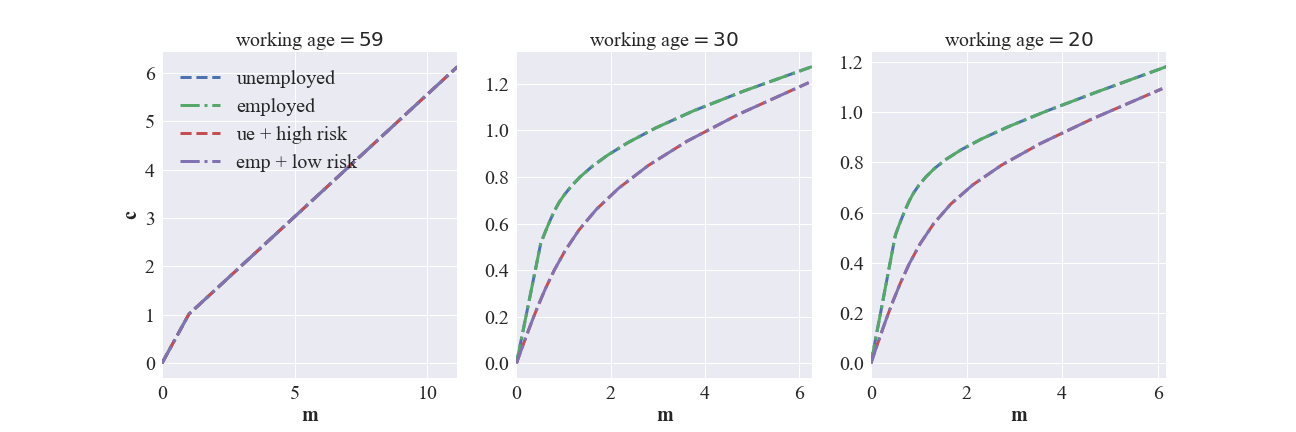 working age = 59
working age = 30
working age = 20
unemployed
employed
ue + high risk
emp + low risk
c
6
5
4
3
2
1
0
0 5 10
m
1.2
1.0
0.8
0.6
0.4
0.2
0.0
0 2 4 6
m
1.2
1.0
0.8
0.6
0.4
0.2
0.0
0 2 4 6
m